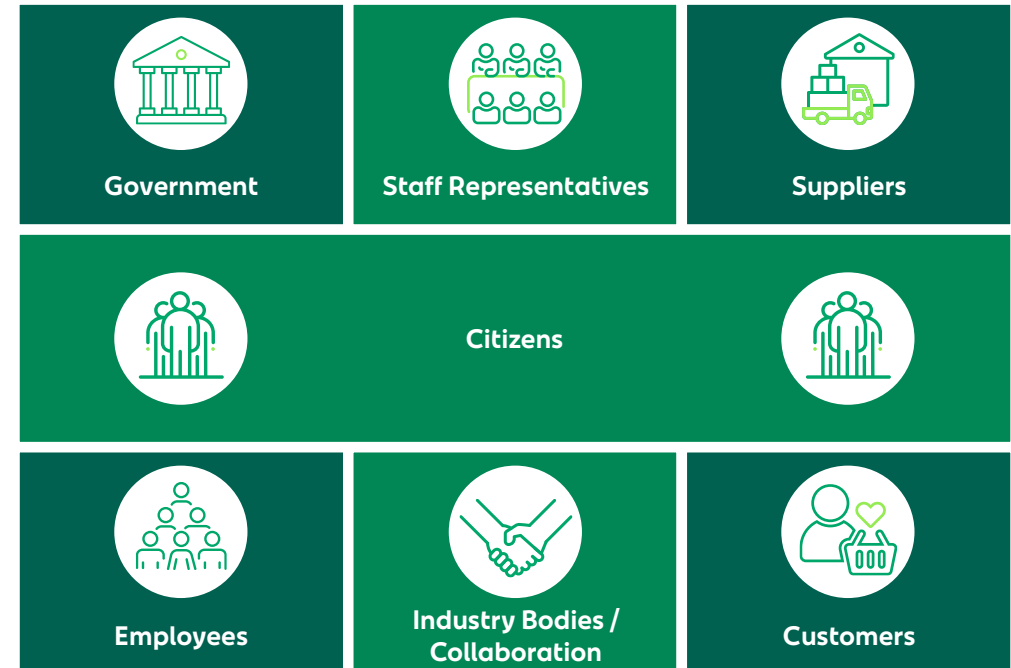 Government
Staff Representatives
Suppliers
Citizens
Employees
Industry Bodies /
Collaboration
Customers